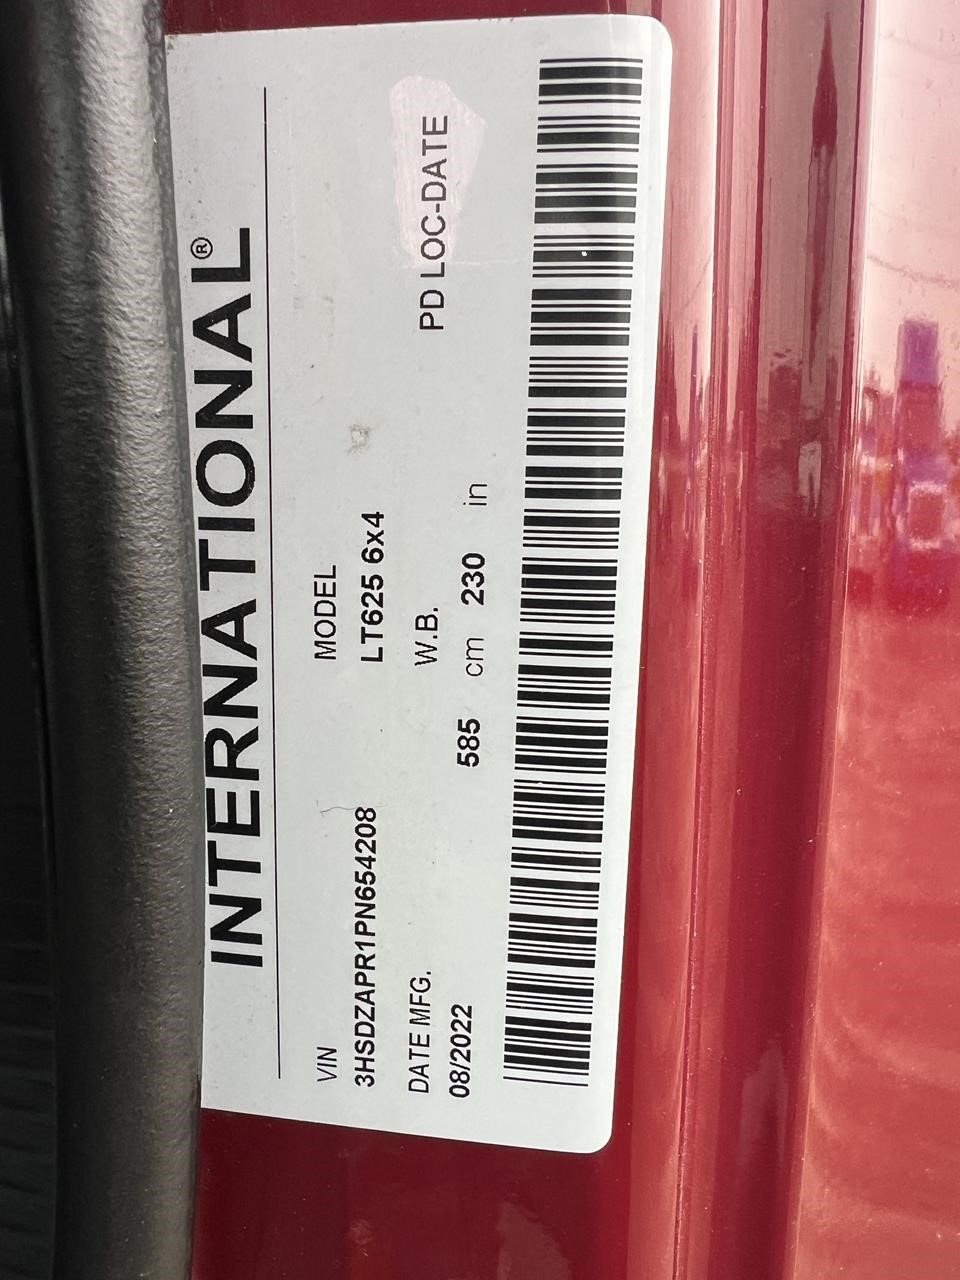 INTERNATIONAL®
VIN MODEL
3HSDZAPR1PN654208 LT625 6x4
DATE MFG. W.B. PD LOC-DATE
08/2022 585 cm 230 in